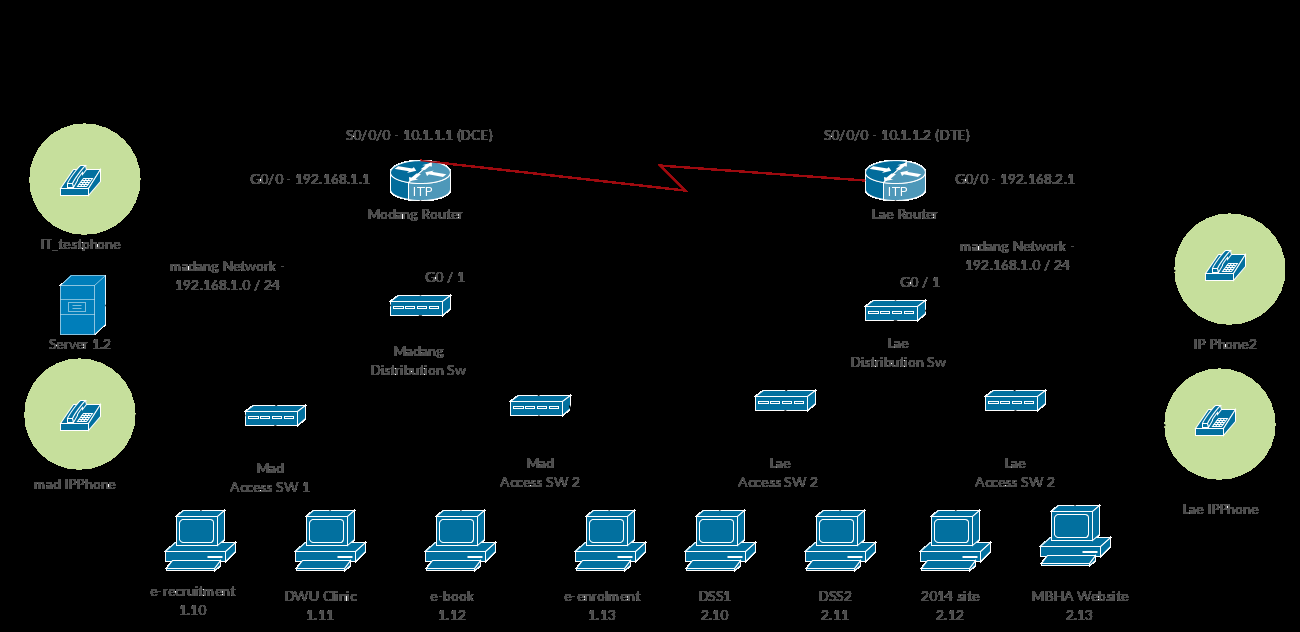 S0/0/0 - 10.1.1.1 (DCE)
S0/0/0 - 10.1.1.2 (DTE)
G0/0 - 192.168.1.1
ITP
ITP
G0/0 - 192.168.2.1
Modang Router
Lae Router
IT_testphone
madang Network -
192.168.1.0 / 24
madang Network -
192.168.1.0 / 24
G0 / 1
G0 / 1
Server 1.2
Madang
Distribution Sw
Lae
Distribution Sw
IP Phone2
mad IPPhone
Mad
Access SW 1
Mad
Access SW 2
Lae
Access SW 2
Lae
Access SW 2
Lae IPPhone
e-recruitment
1.10
DWU Clinic
1.11
e-book
1.12
e-enrolment
1.13
DSS1
2.10
DSS2
2.11
2014 site
2.12
MBHA Website
2.13